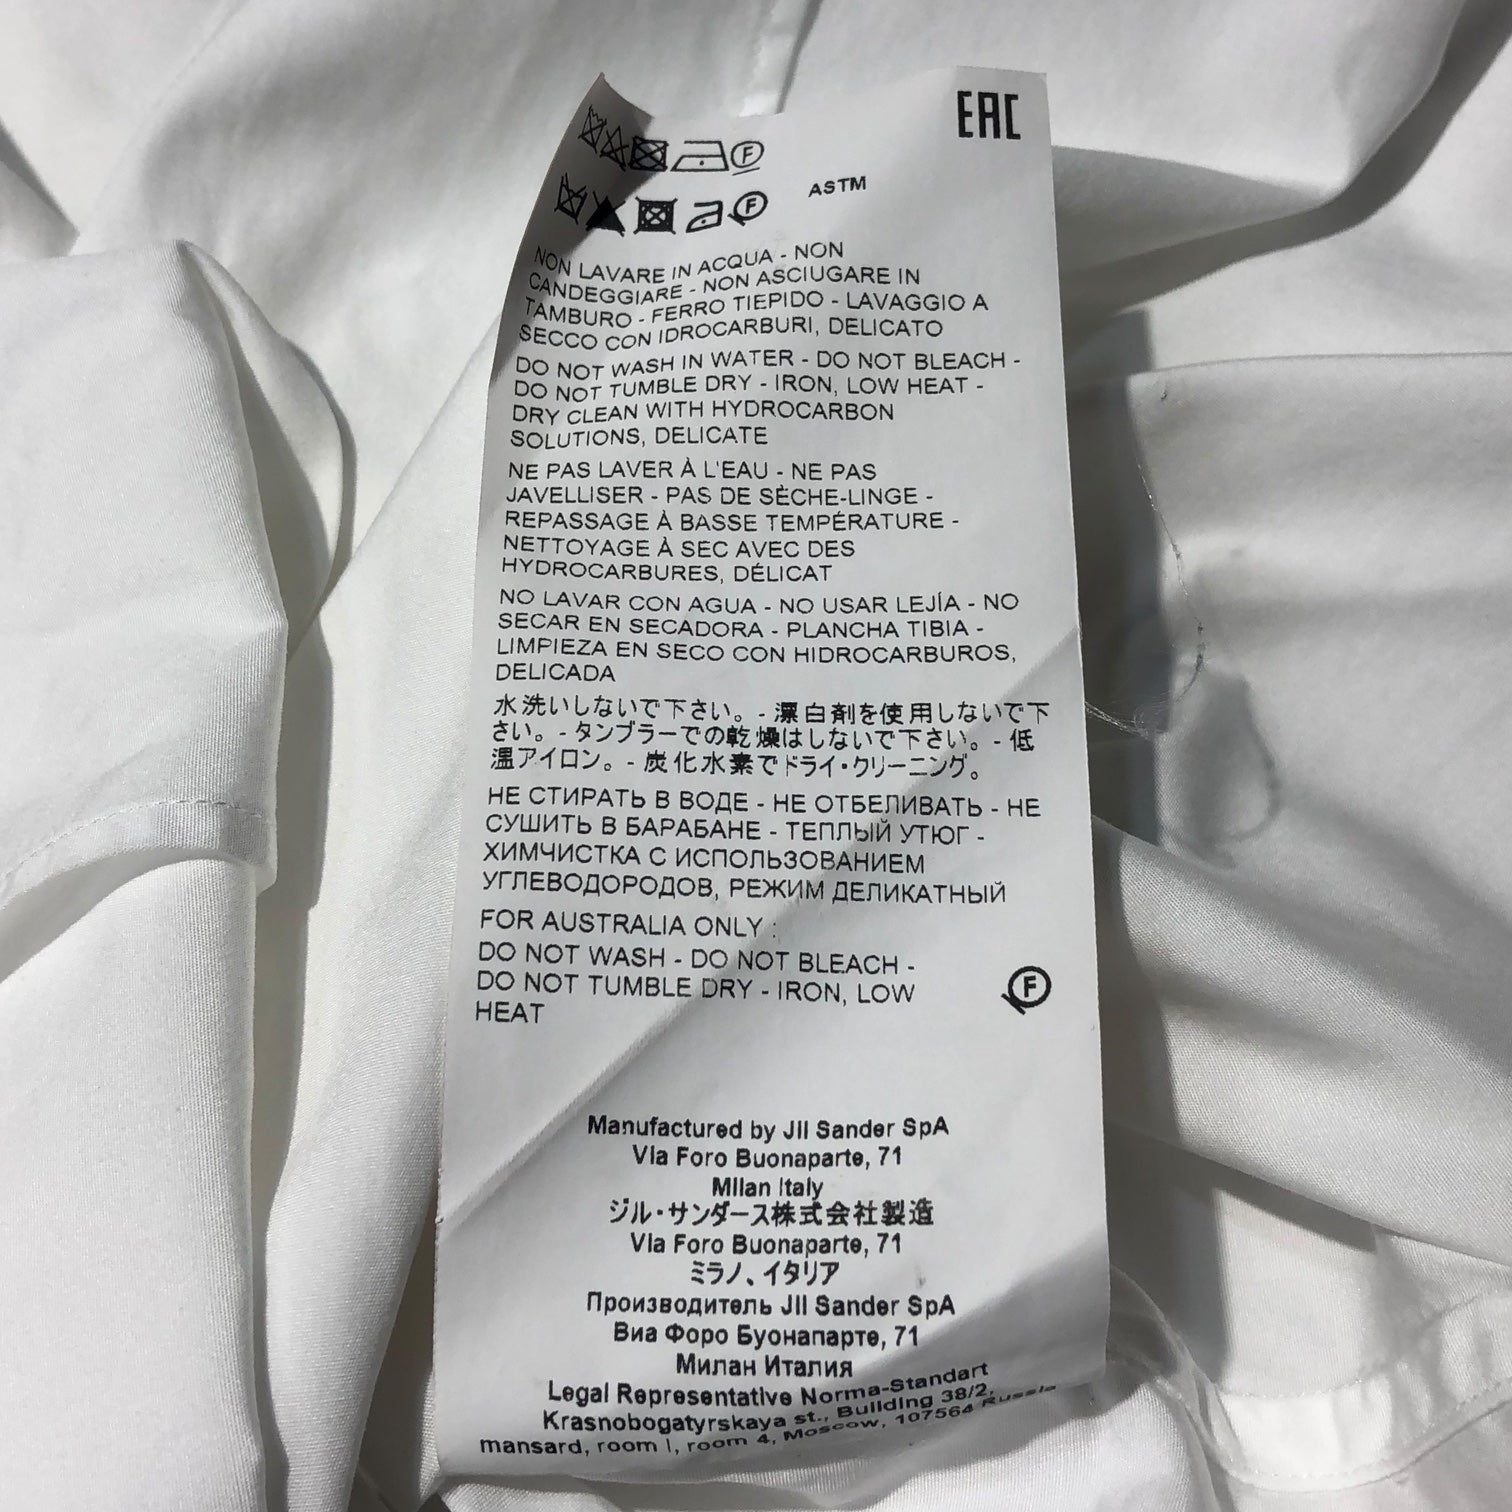 EAC
F
ASTM
F
NON LAVARE IN ACQUA - NON
CANDEGGIARE - NON ASCIUGARE IN
TAMBURO - FERRO TIEPIDO - LAVAGGIO A
SECCO CON IDROCARBURI, DELICATO
DO NOT WASH IN WATER - DO NOT BLEACH -
DO NOT TUMBLE DRY - IRON, LOW HEAT -
DRY CLEAN WITH HYDROCARBON
SOLUTIONS, DELICATE
NE PAS LAVER À L'EAU - NE PAS
JAVELLISER - PAS DE SÈCHE-LINGE -
REPASSAGE À BASSE TEMPÉRATURE -
NETTOYAGE À SEC AVEC DES
HYDROCARBURES, DÉLICAT
NO LAVAR CON AGUA - NO USAR LEJÍA - NO
SECAR EN SECADORA - PLANCHA TIBIA -
LIMPIEZA EN SECO CON HIDROCARBUROS,
DELICADA
水洗いしないで下さい。- 漂白剤を使用しないで下
さい。- タンブラーでの乾燥はしないで下さい。- 低
温アイロン。- 炭化水素でドライ・クリーニング。
НЕ СТИРАТЬ В ВОДЕ - НЕ ОТБЕЛИВАТЬ - НЕ
СУШИТЬ В БАРАБАНЕ - ТЕПЛЫЙ УТЮГ -
ХИМЧИСТКА С ИСПОЛЬЗОВАНИЕМ
УГЛЕВОДОРОДОВ, РЕЖИМ ДЕЛИКАТНЫЙ
FOR AUSTRALIA ONLY :
DO NOT WASH - DO NOT BLEACH -
DO NOT TUMBLE DRY - IRON, LOW
HEAT
F
Manufactured by Jil Sander SpA
Via Foro Buonaparte, 71
Milan Italy
ジル・サンダース株式会社製造
Via Foro Buonaparte, 71
ミラノ、イタリア
Производитель Jil Sander SpA
Виа Форо Буонапарте, 71
Милан Италия
Legal Representative Norma-Standart
Krasnobogatyrskaya st., Building 38/2,
mansard, room I, room 4, Moscow, 107564 Russia